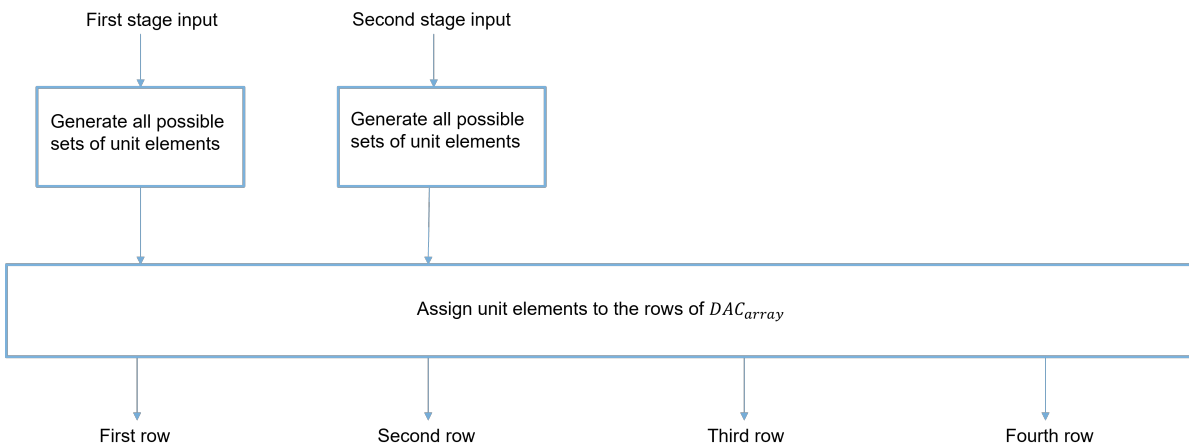 First stage input
Second stage input
Generate all possible
sets of unit elements
Generate all possible
sets of unit elements
Assign unit elements to the rows of DAC_array
First row
Second row
Third row
Fourth row